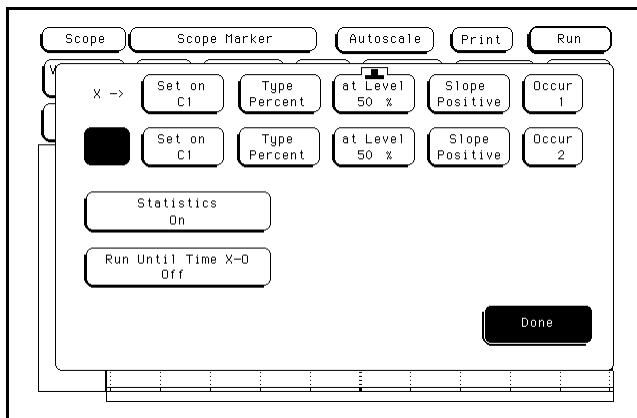 Scope Scope Marker Autoscale Print Run
X -> Set on C1 Type Percent at Level 50 % Slope Positive Occur 1
Set on C1 Type Percent at Level 50 % Slope Positive Occur 2
Statistics
On
Run Until Time X-O
Off
Done